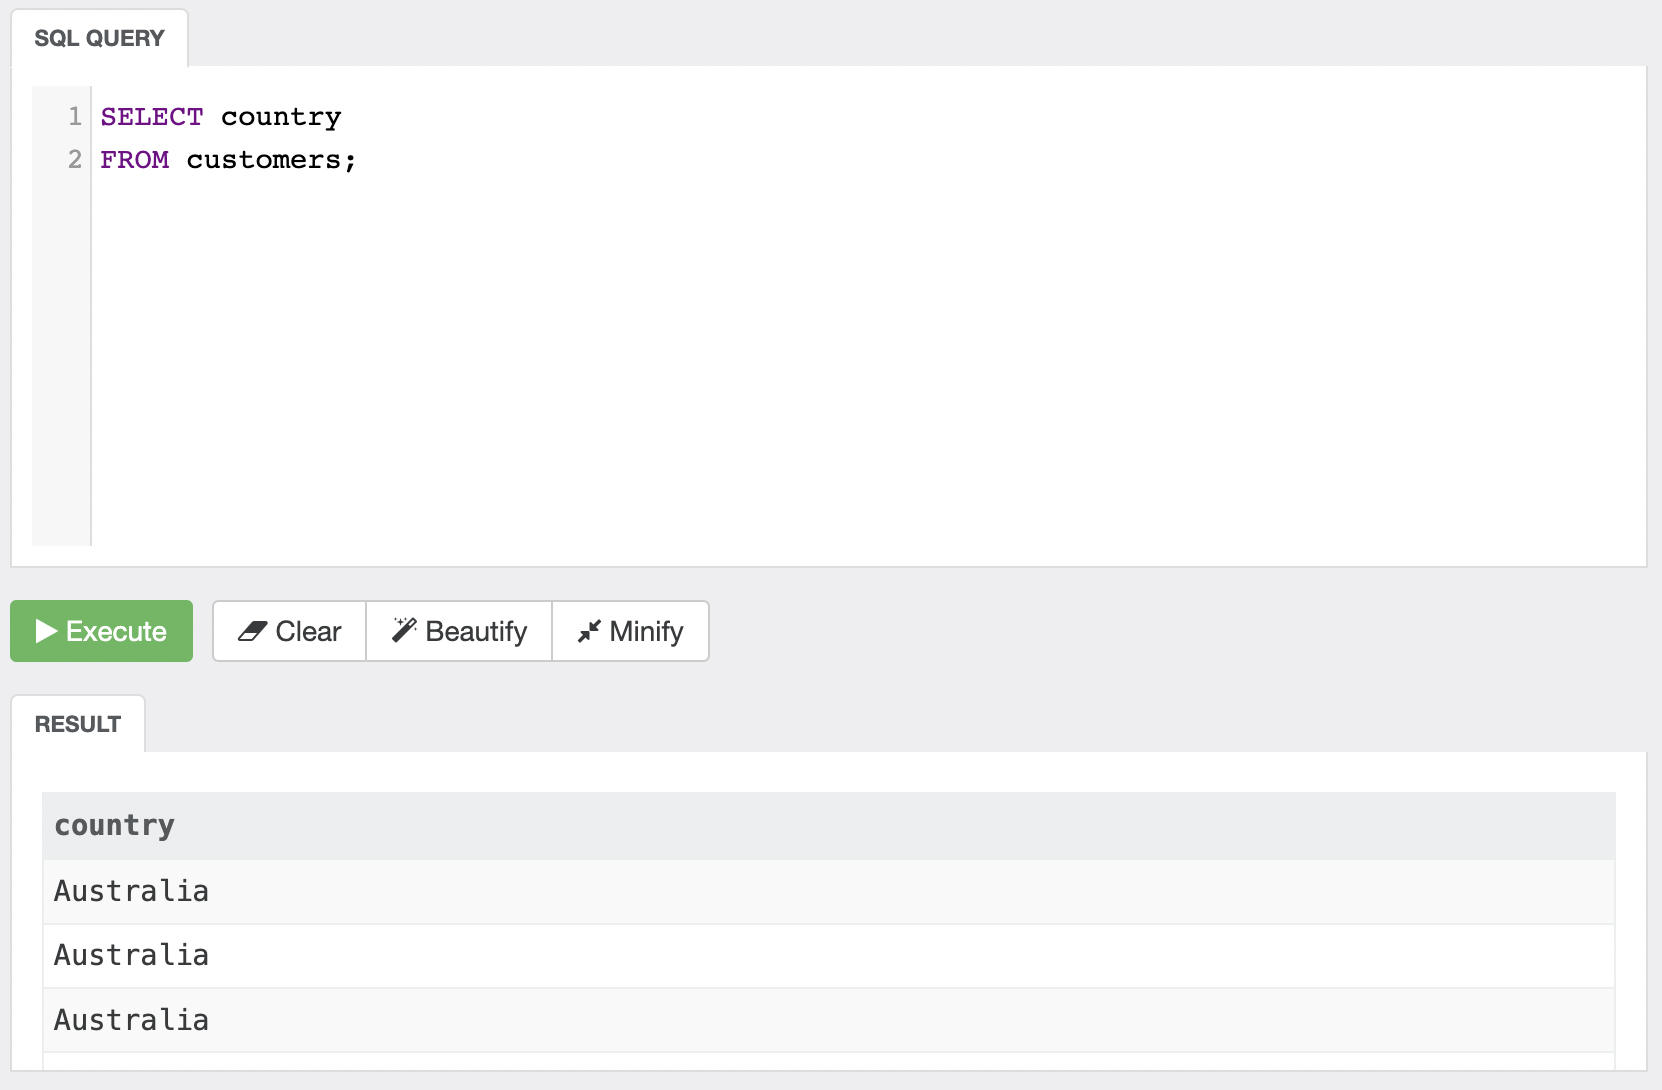 SQL QUERY
1 SELECT country
2 FROM customers;
Execute Clear Beautify Minify
RESULT
country
Australia
Australia
Australia